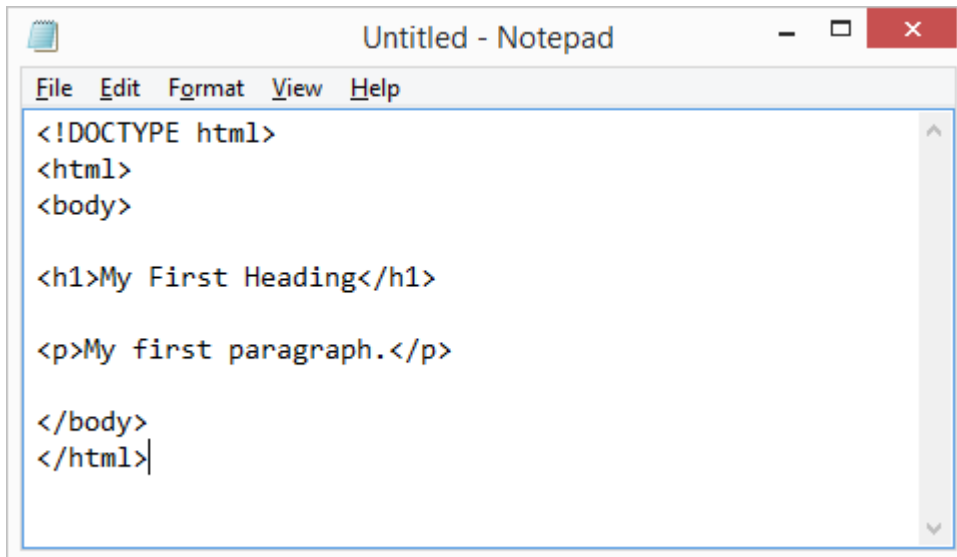 Untitled - Notepad
File Edit Format View Help
<!DOCTYPE html>
<html>
<body>
<h1>My First Heading</h1>
<p>My first paragraph.</p>
</body>
</html>